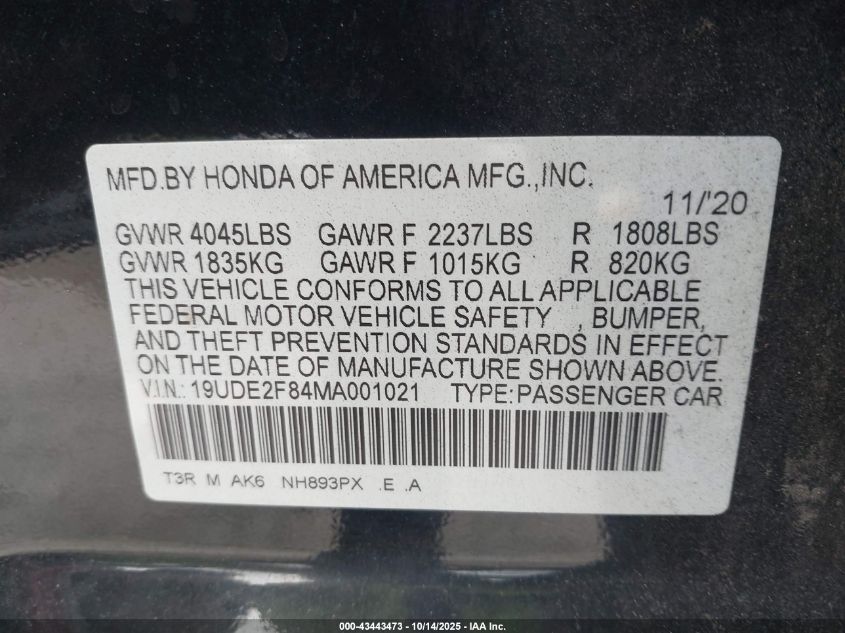 MFD.BY HONDA OF AMERICA MFG.,INC.
11/'20
GVWR 4045LBS GAWR F 2237LBS R 1808LBS
GVWR 1835KG GAWR F 1015KG R 820KG
THIS VEHICLE CONFORMS TO ALL APPLICABLE
FEDERAL MOTOR VEHICLE SAFETY , BUMPER,
AND THEFT PREVENTION STANDARDS IN EFFECT
ON THE DATE OF MANUFACTURE SHOWN ABOVE.
V.I.N.: 19UDE2F84MA001021 TYPE:PASSENGER CAR
T3R M AK6 NH893PX .E .A
000-43443473 | 10/14/2025 | IAA Inc.